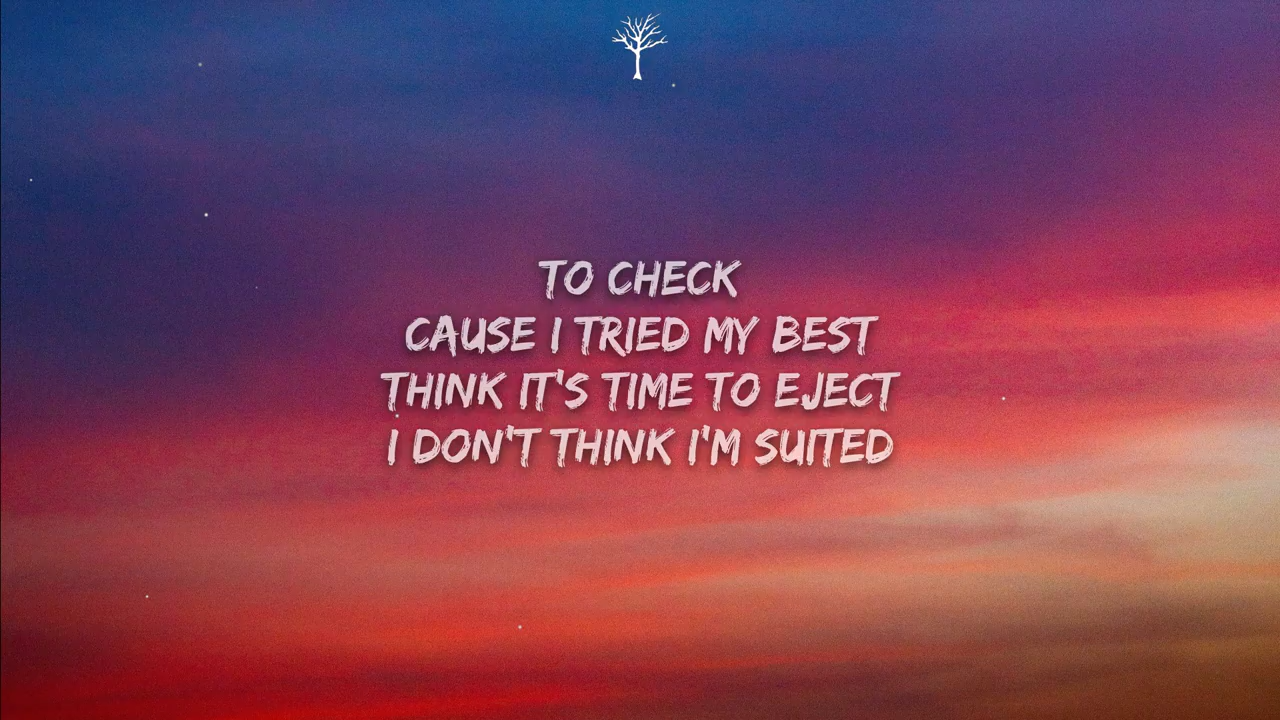 TO CHECK
CAUSE I TRIED MY BEST
THINK IT'S TIME TO EJECT
I DON'T THINK I'M SUITED